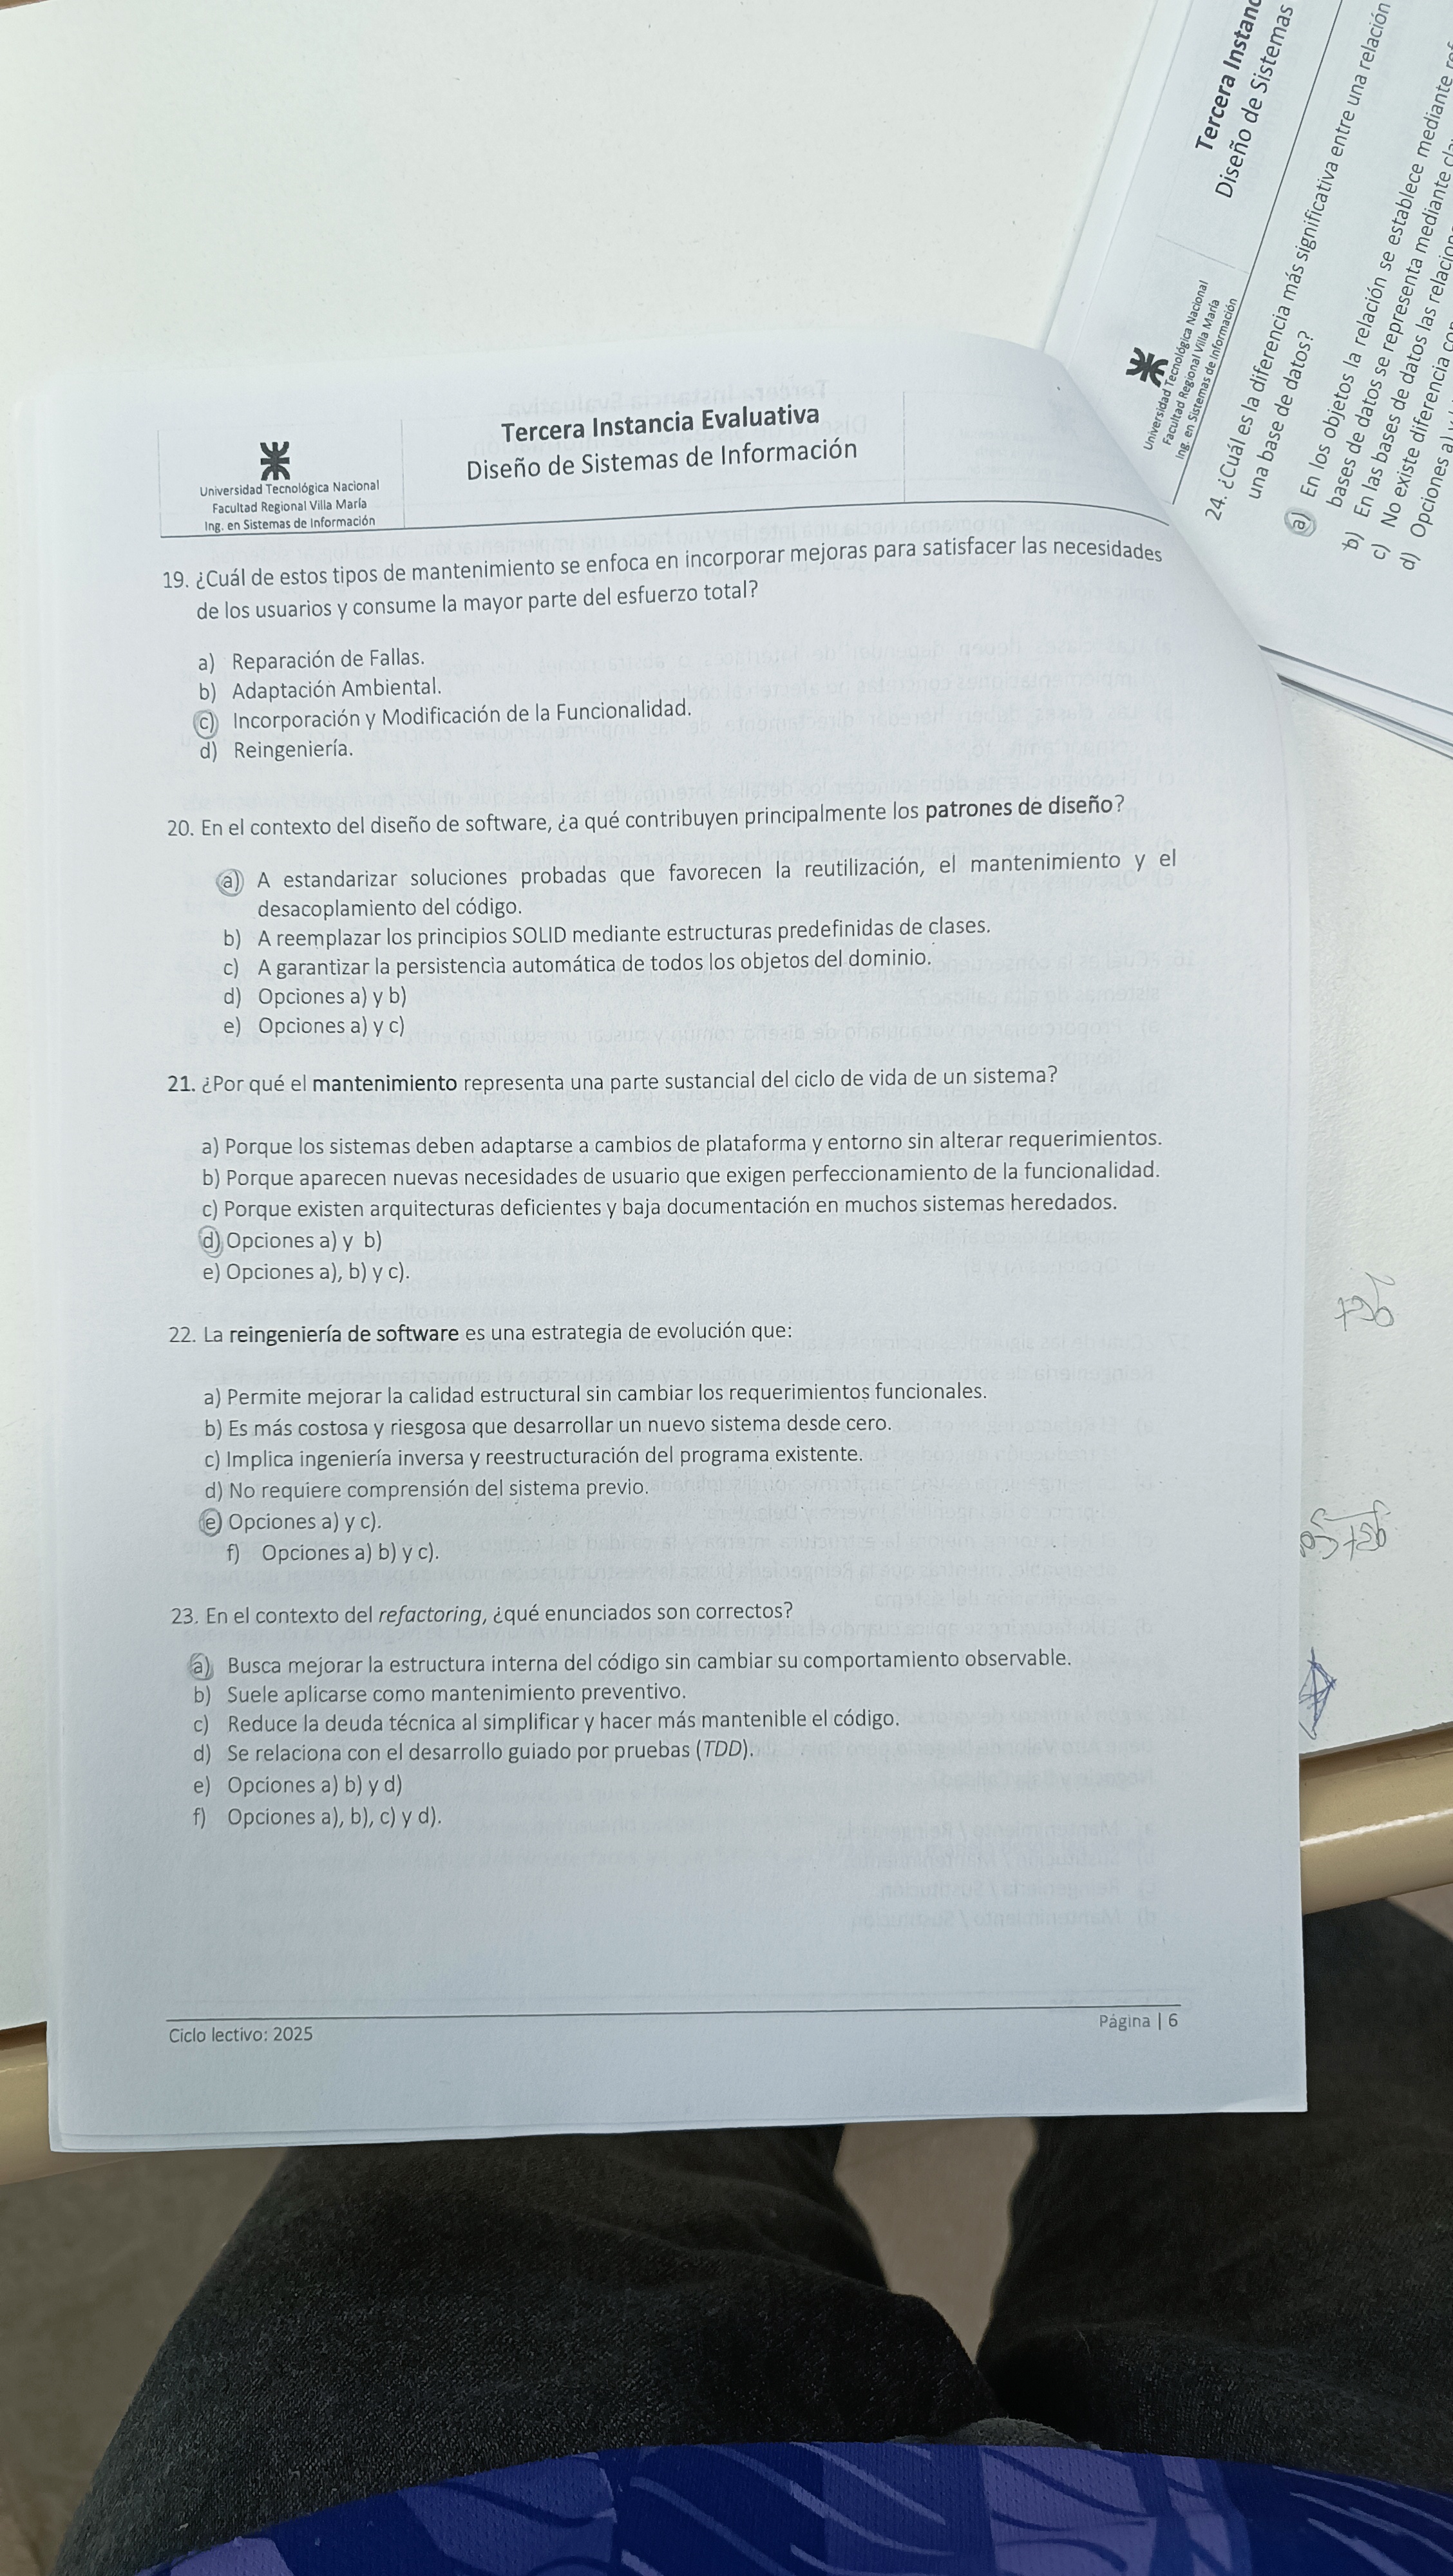 Universidad Tecnológica Nacional
Facultad Regional Villa María
Ing. en Sistemas de Información
Tercera Instancia Evaluativa
Diseño de Sistemas de Información
19. ¿Cuál de estos tipos de mantenimiento se enfoca en incorporar mejoras para satisfacer las necesidades
de los usuarios y consume la mayor parte del esfuerzo total?
a) Reparación de Fallas.
b) Adaptación Ambiental.
c) Incorporación y Modificación de la Funcionalidad.
d) Reingeniería.
20. En el contexto del diseño de software, ¿a qué contribuyen principalmente los patrones de diseño?
a) A estandarizar soluciones probadas que favorecen la reutilización, el mantenimiento y el
desacoplamiento del código.
b) A reemplazar los principios SOLID mediante estructuras predefinidas de clases.
c) A garantizar la persistencia automática de todos los objetos del dominio.
d) Opciones a) y b)
e) Opciones a) y c)
21. ¿Por qué el mantenimiento representa una parte sustancial del ciclo de vida de un sistema?
a) Porque los sistemas deben adaptarse a cambios de plataforma y entorno sin alterar requerimientos.
b) Porque aparecen nuevas necesidades de usuario que exigen perfeccionamiento de la funcionalidad.
c) Porque existen arquitecturas deficientes y baja documentación en muchos sistemas heredados.
d) Opciones a) y b)
e) Opciones a), b) y c).
22. La reingeniería de software es una estrategia de evolución que:
a) Permite mejorar la calidad estructural sin cambiar los requerimientos funcionales.
b) Es más costosa y riesgosa que desarrollar un nuevo sistema desde cero.
c) Implica ingeniería inversa y reestructuración del programa existente.
d) No requiere comprensión del sistema previo.
e) Opciones a) y c).
f) Opciones a) b) y c).
23. En el contexto del refactoring, ¿qué enunciados son correctos?
a) Busca mejorar la estructura interna del código sin cambiar su comportamiento observable.
b) Suele aplicarse como mantenimiento preventivo.
c) Reduce la deuda técnica al simplificar y hacer más mantenible el código.
d) Se relaciona con el desarrollo guiado por pruebas (TDD).
e) Opciones a) b) y d)
f) Opciones a), b), c) y d).
Ciclo lectivo: 2025
Página | 6
Universidad Tecnológica Nacional
Facultad Regional Villa María
Ing. en Sistemas de Información
Tercera
Diseño de Sistemas
24. ¿Cuál es la diferencia más significativa entre una relación
una base de datos?
a) En los objetos la relación se establece mediante
bases de datos se representa mediante
b) En las bases de datos las
c) No existe diferencia
d) Opciones a)